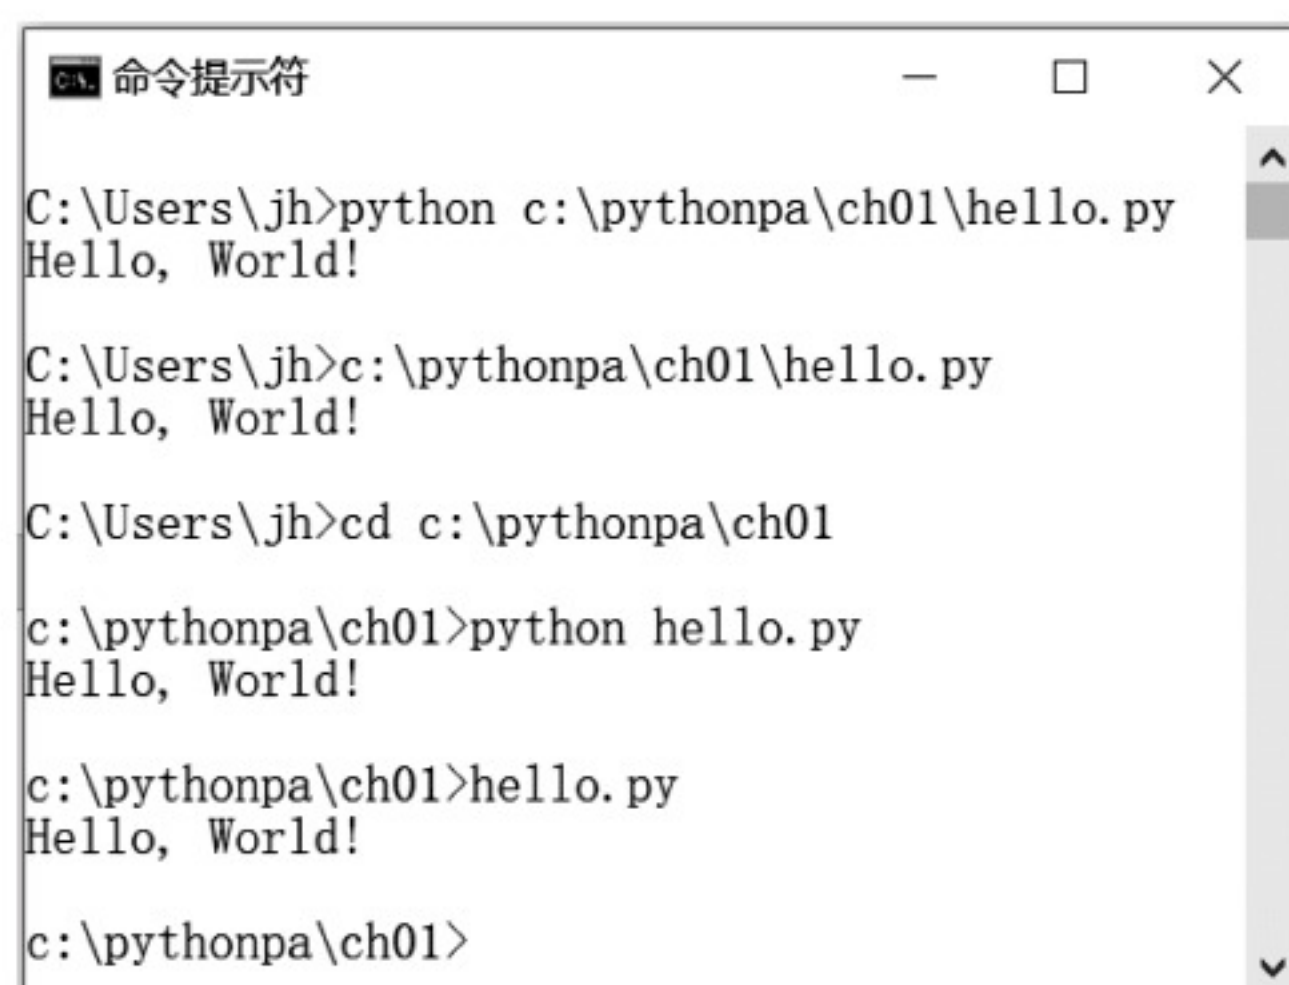 命令提示符
C:\Users\jh>python c:\pythonpa\ch01\hello.py
Hello, World!
C:\Users\jh>c:\pythonpa\ch01\hello.py
Hello, World!
C:\Users\jh>cd c:\pythonpa\ch01
c:\pythonpa\ch01>python hello.py
Hello, World!
c:\pythonpa\ch01>hello.py
Hello, World!
c:\pythonpa\ch01>